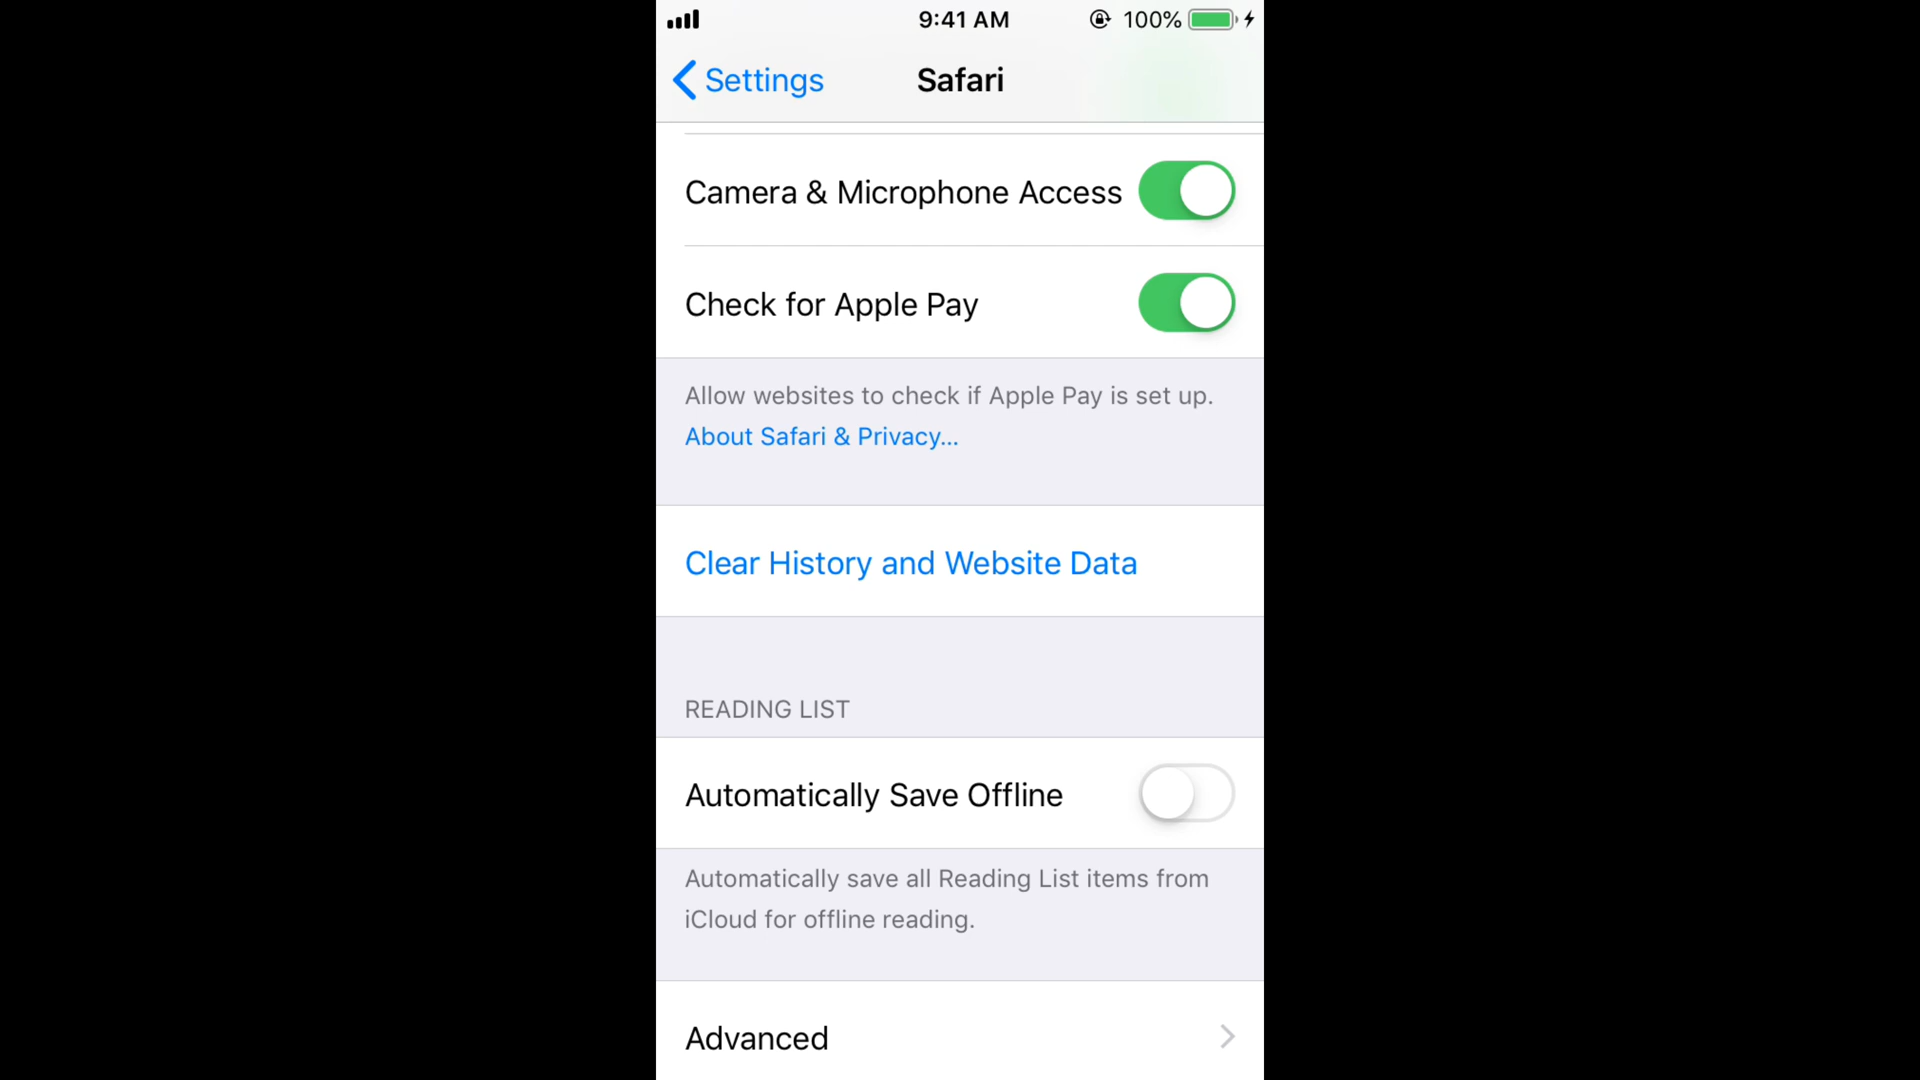 9:41 AM 100%
Settings Safari
Camera & Microphone Access
Check for Apple Pay
Allow websites to check if Apple Pay is set up.
About Safari & Privacy...
Clear History and Website Data
READING LIST
Automatically Save Offline
Automatically save all Reading List items from
iCloud for offline reading.
Advanced